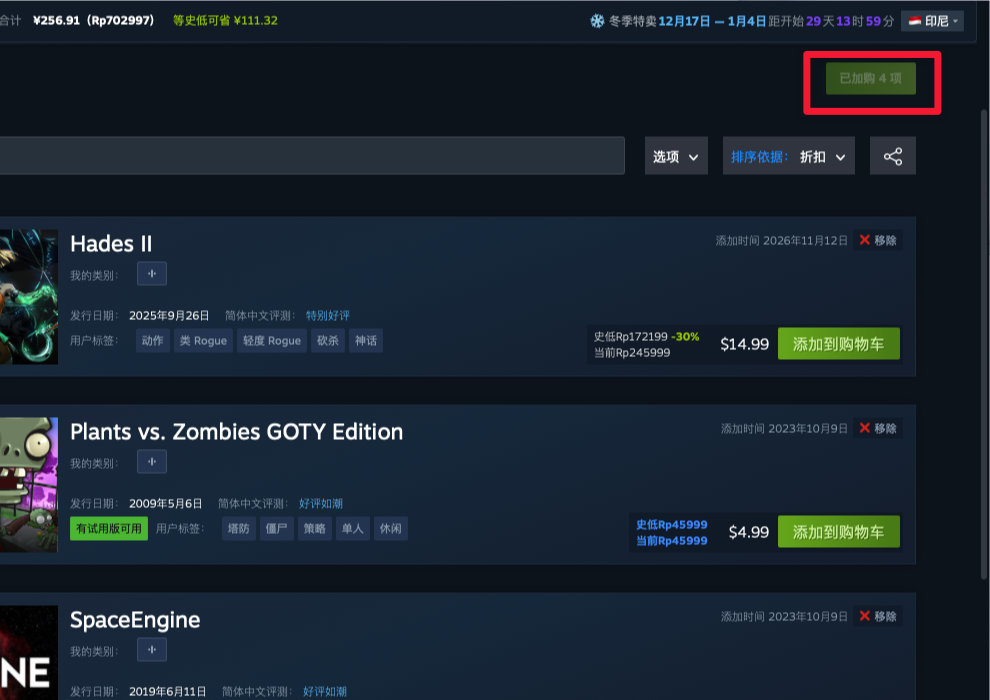 合计 ¥256.91（Rp702997） 等史低可省 ¥111.32 冬季特卖12月17日 — 1月4日距开始29天13时59分 印尼
已加购 4 项
选项 排序依据： 折扣
Hades II 添加时间 2026年11月12日 移除
我的类别：
发行日期： 2025年9月26日 简体中文评测： 特别好评
用户标签： 动作 类 Rogue 轻度 Rogue 砍杀 神话
史低Rp172199 -30%
当前Rp245999
$14.99 添加到购物车
Plants vs. Zombies GOTY Edition 添加时间 2023年10月9日 移除
我的类别：
发行日期： 2009年5月6日 简体中文评测： 好评如潮
有试用版可用 用户标签： 塔防 僵尸 策略 单人 休闲
史低Rp45999
当前Rp45999
$4.99 添加到购物车
SpaceEngine 添加时间 2023年10月9日 移除
我的类别：
NE
发行日期： 2019年6月11日 简体中文评测： 好评如潮